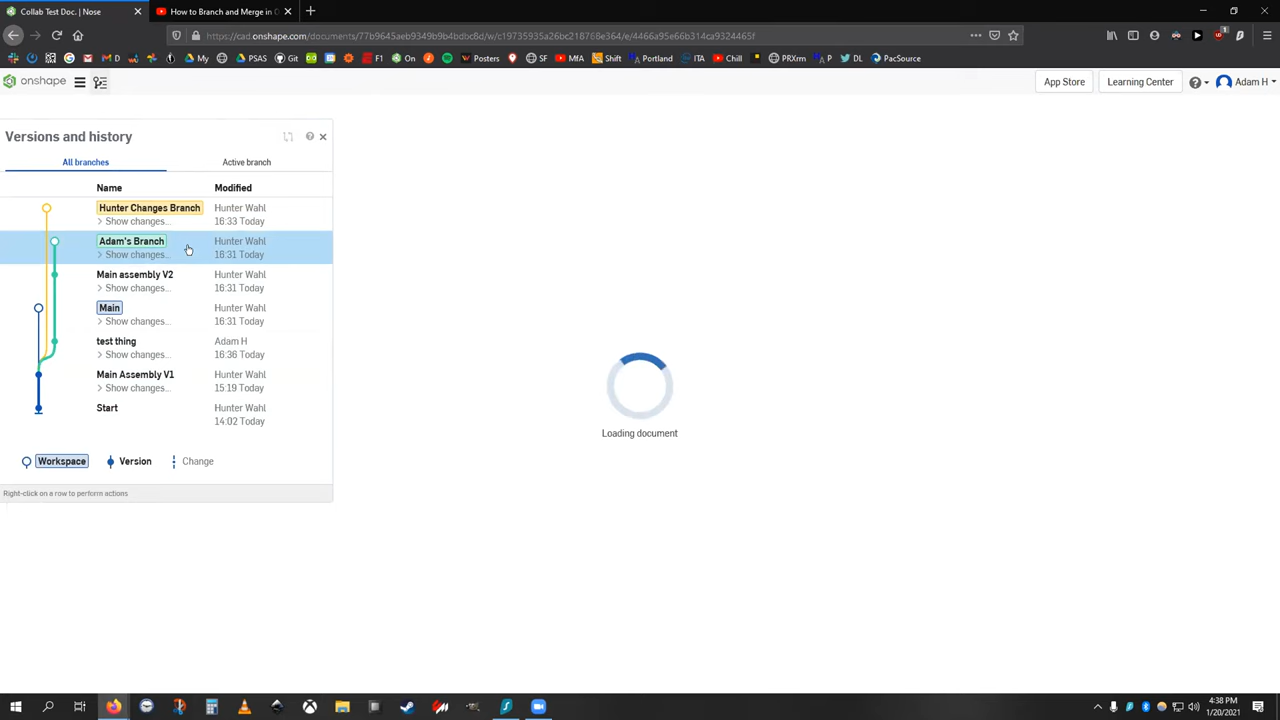 Collab Test Doc. | Nose
How to Branch and Merge in
https://cad.onshape.com/documents/77b9645aeb9349b9b4bdbc8d/w/c19735935a26bc218768e364/e/4466a95e66b314ca9324465f
M D
My
PSAS
Git
F1
On
Posters
SF
MfA
Shift
Portland
ITA
Chill
PRXrm
P
DL
PacSource
onshape
App Store
Learning Center
Adam H
Versions and history
All branches
Active branch
Name
Modified
Hunter Changes Branch
Hunter Wahl
> Show changes...
16:33 Today
Adam's Branch
Hunter Wahl
> Show changes...
16:31 Today
Main assembly V2
Hunter Wahl
> Show changes...
16:31 Today
Main
Hunter Wahl
> Show changes...
16:31 Today
test thing
Adam H
> Show changes...
16:36 Today
Main Assembly V1
Hunter Wahl
> Show changes...
15:19 Today
Start
Hunter Wahl
14:02 Today
Workspace
Version
Change
Right-click on a row to perform actions
Loading document
4:38 PM
1/20/2021